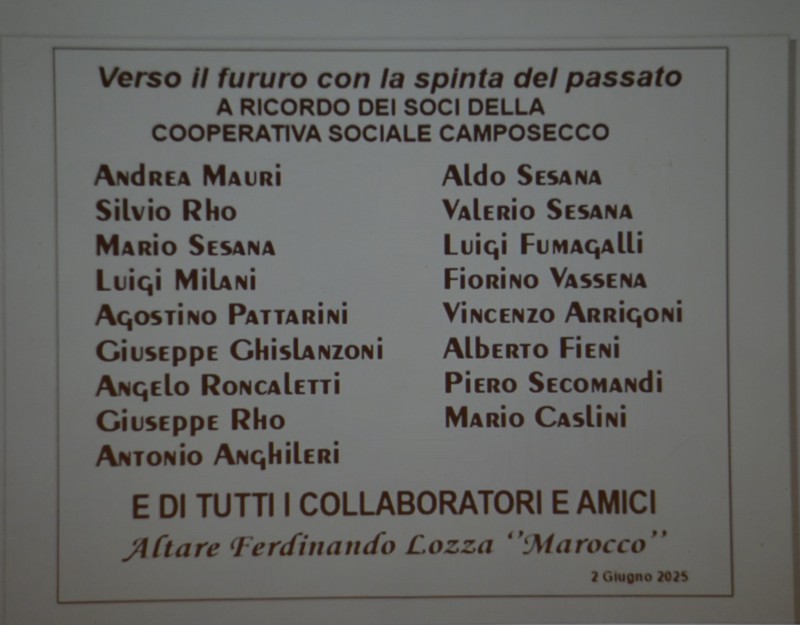 Verso il fururo con la spinta del passato
A RICORDO DEI SOCI DELLA
COOPERATIVA SOCIALE CAMPOSECCO
Andrea Mauri
Silvio Rho
Mario Sesana
Luigi Milani
Agostino Pattarini
Giuseppe Ghislanzoni
Angelo Roncaletti
Giuseppe Rho
Antonio Anghileri
Aldo Sesana
Valerio Sesana
Luigi Fumagalli
Fiorino Vassena
Vincenzo Arrigoni
Alberto Fieni
Piero Secomandi
Mario Caslini
E DI TUTTI I COLLABORATORI E AMICI
Altare Ferdinando Lozza ‘’Marocco’’
2 Giugno 2025